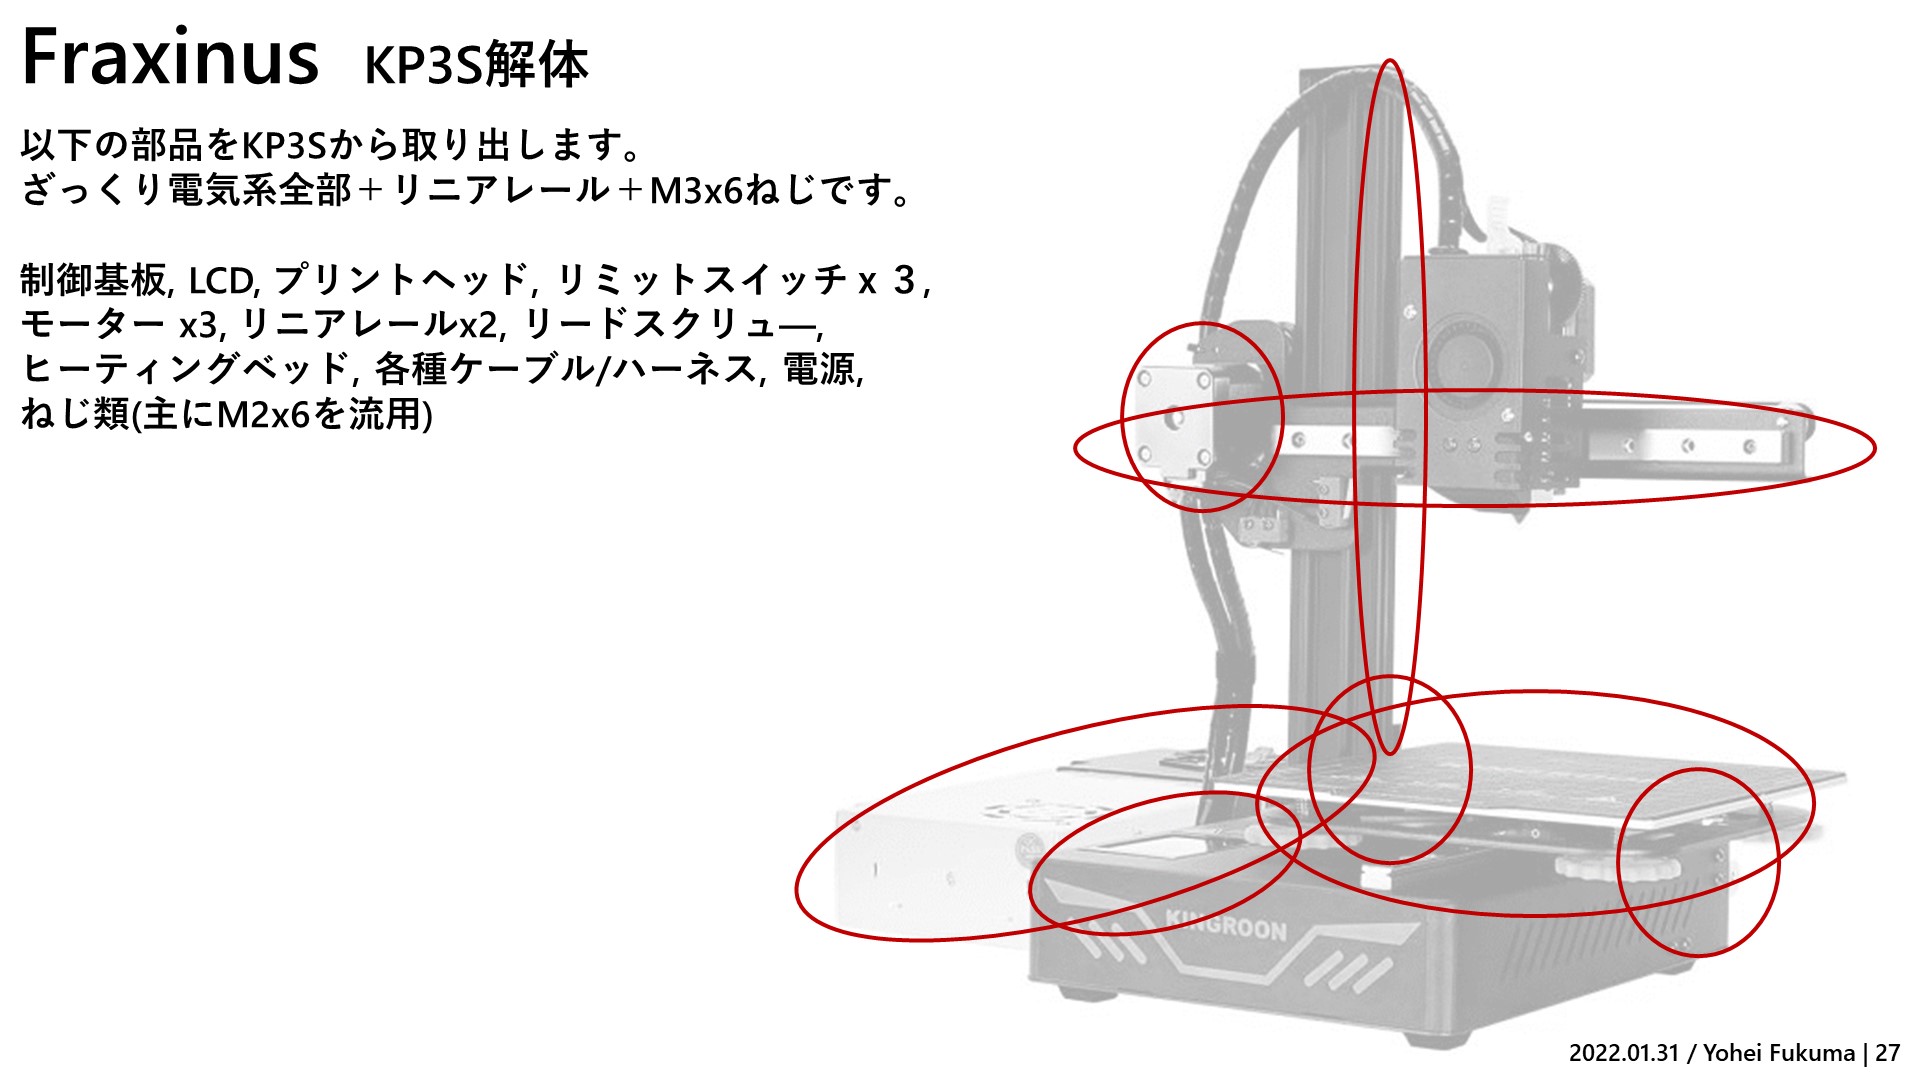 Fraxinus KP3S解体
以下の部品をKP3Sから取り出します。
ざっくり電気系全部＋リニアレール＋M3x6ねじです。
制御基板, LCD, プリントヘッド, リミットスイッチ x ３,
モーター x3, リニアレールx2, リードスクリュ―,
ヒーティングベッド, 各種ケーブル/ハーネス, 電源,
ねじ類(主にM2x6を流用)
KINGROON
2022.01.31 / Yohei Fukuma | 27